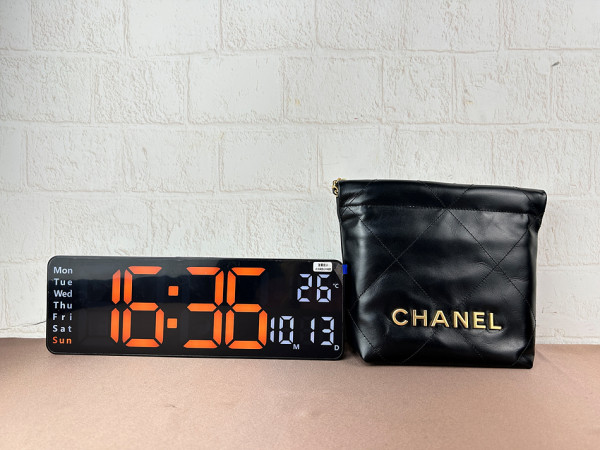 Mon
Tue
Wed
Thu
Fri
Sat
Sun
16:36
26 °C
10 M 13 D
CHANEL